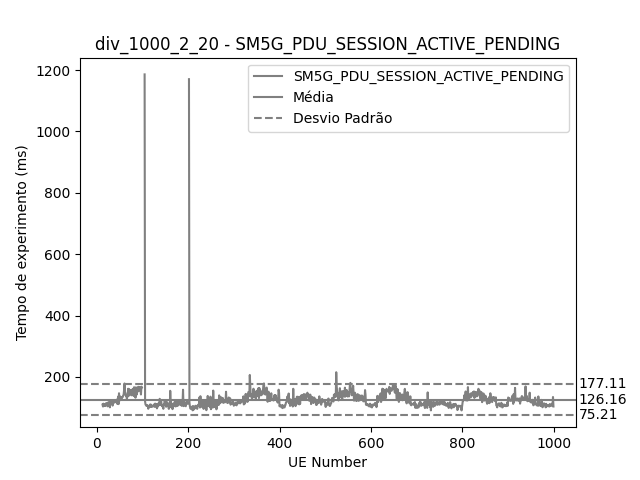 div_1000_2_20 - SM5G_PDU_SESSION_ACTIVE_PENDING
SM5G_PDU_SESSION_ACTIVE_PENDING
Média
Desvio Padrão
Tempo de experimento (ms)
1200
1000
800
600
400
200
177.11
126.16
75.21
0 200 400 600 800 1000
UE Number